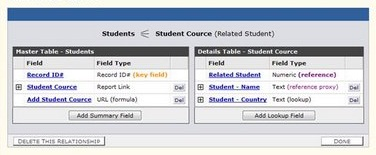 Students < Student Cource (Related Student)
Master Table - Students
Field Field Type
Record ID# Record ID# (key field)
Student Cource Report Link Del
Add Student Cource URL (formula) Del
Add Summary Field
Details Table - Student Cource
Field Field Type
Related Student Numeric (reference)
Student - Name Text (reference proxy) Del
Student - Country Text (lookup) Del
Add Lookup Field
DELETE THIS RELATIONSHIP DONE